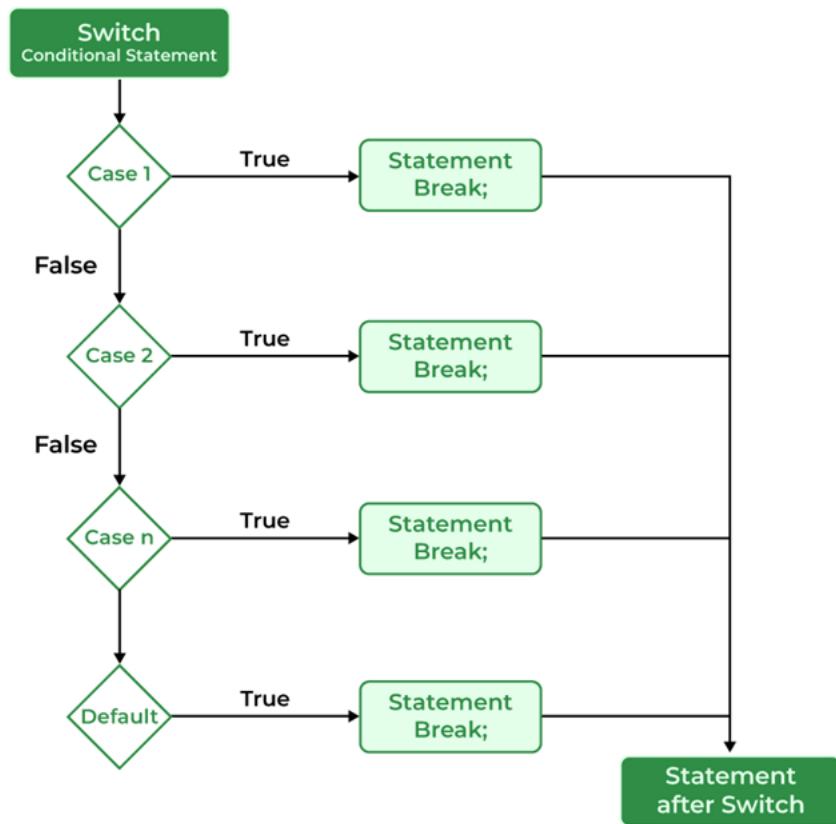 Switch
Conditional Statement
Case 1
True
Statement
Break;
False
Case 2
True
Statement
Break;
False
Case n
True
Statement
Break;
Default
True
Statement
Break;
Statement
after Switch